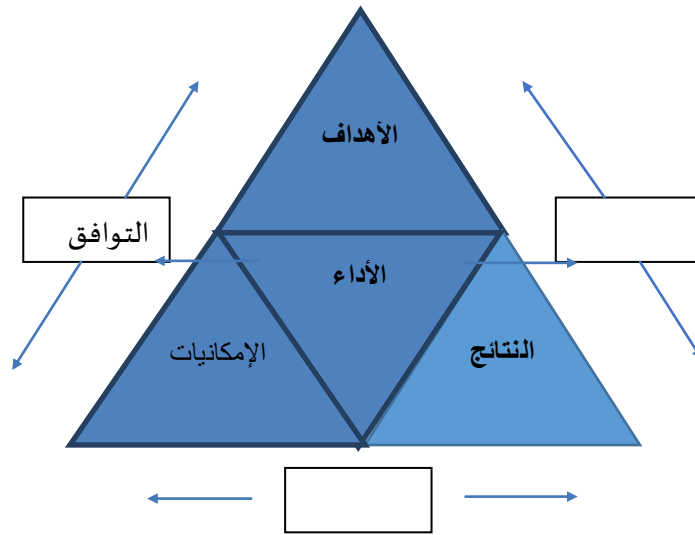 الأهداف
التوافق
الأداء
الإمكانيات
النتائج